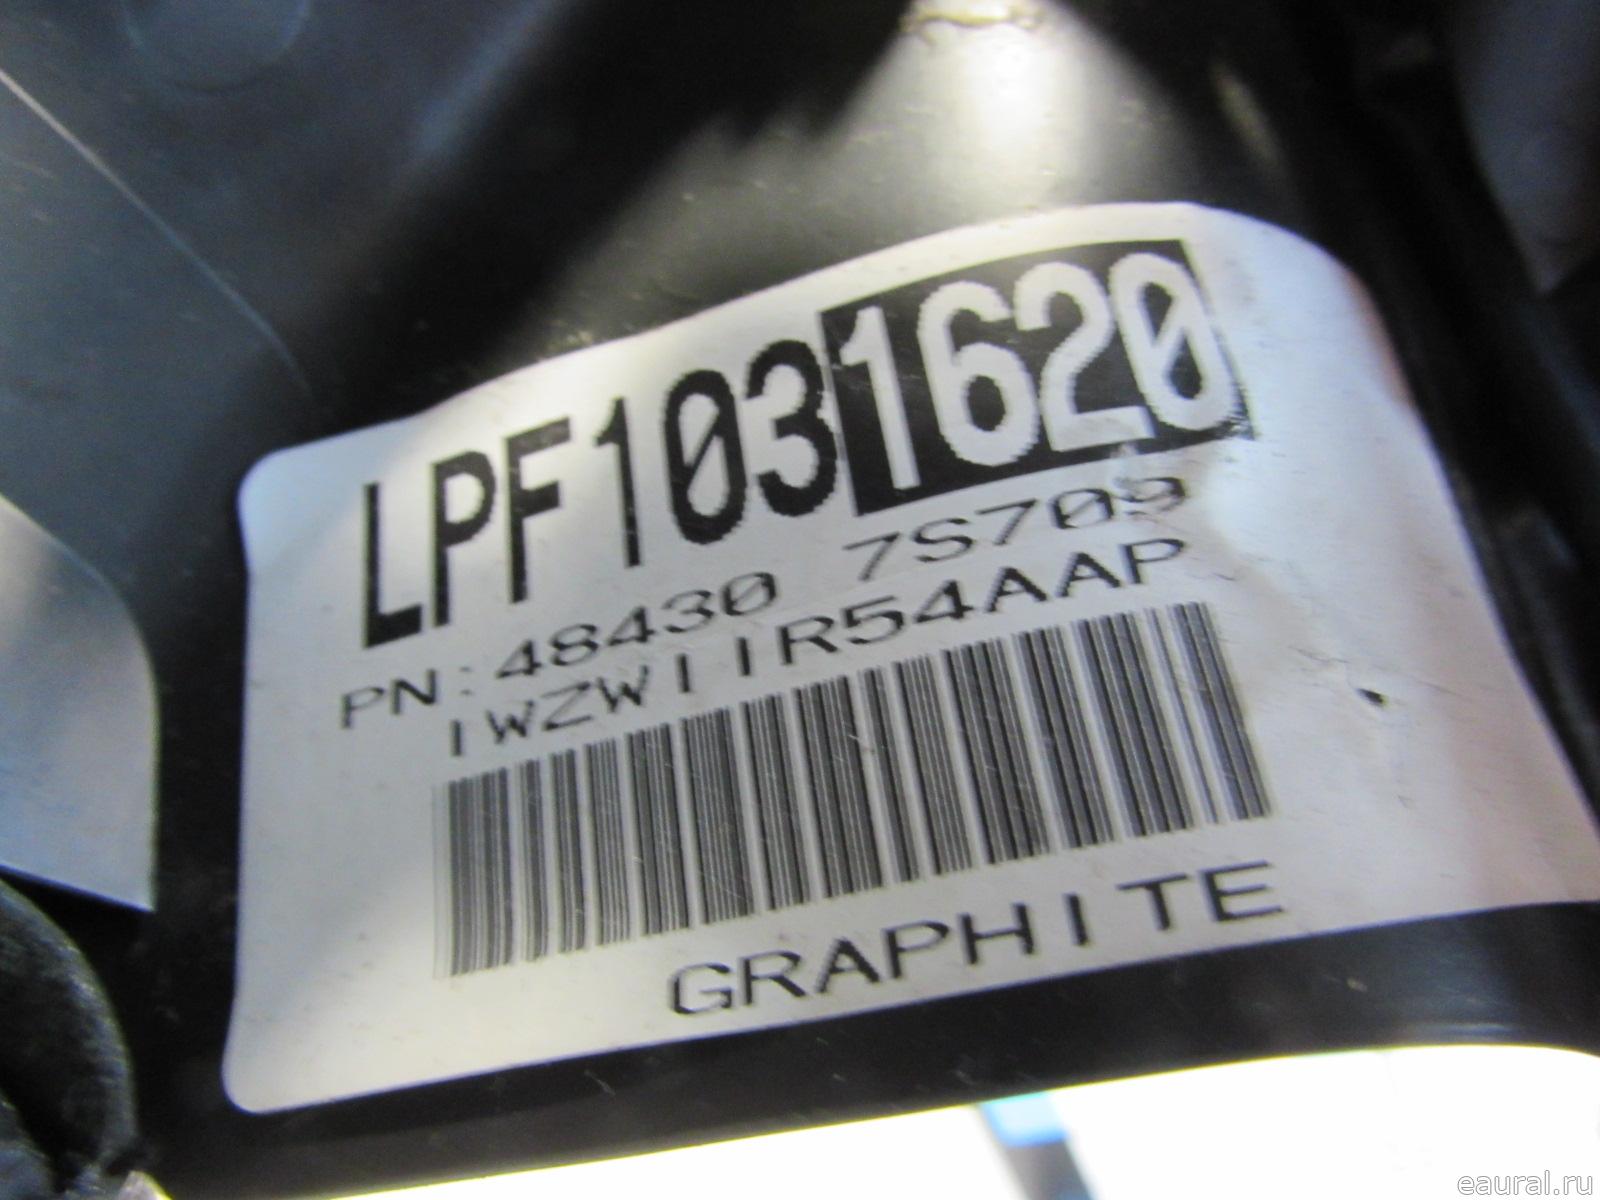 LPF1031620
PN: 48430 7S709
1WZW11R54AAP
GRAPHITE
eaural.ru